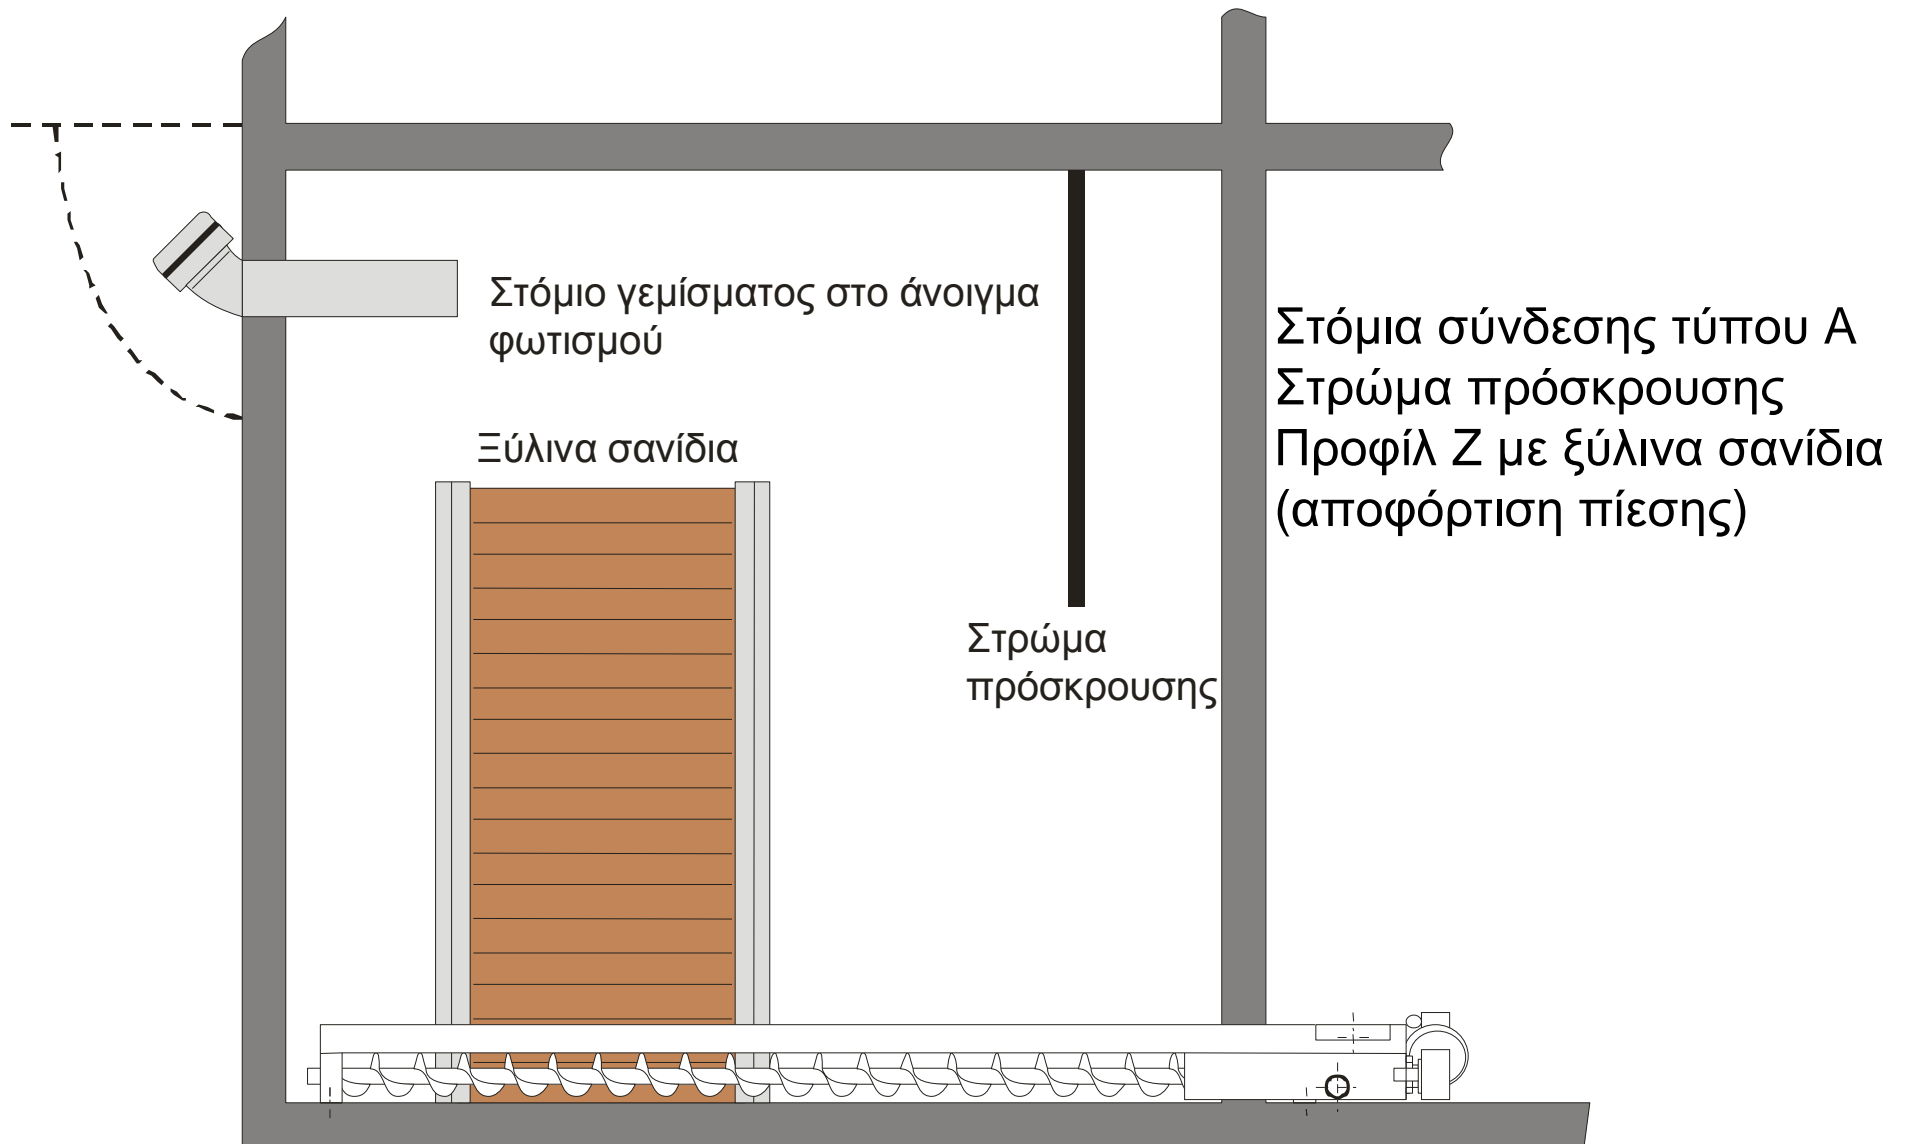 Στόμιο γεμίσματος στο άνοιγμα
φωτισμού
Ξύλινα σανίδια
Στρώμα
πρόσκρουσης
Στόμια σύνδεσης τύπου Α
Στρώμα πρόσκρουσης
Προφίλ Ζ με ξύλινα σανίδια
(αποφόρτιση πίεσης)